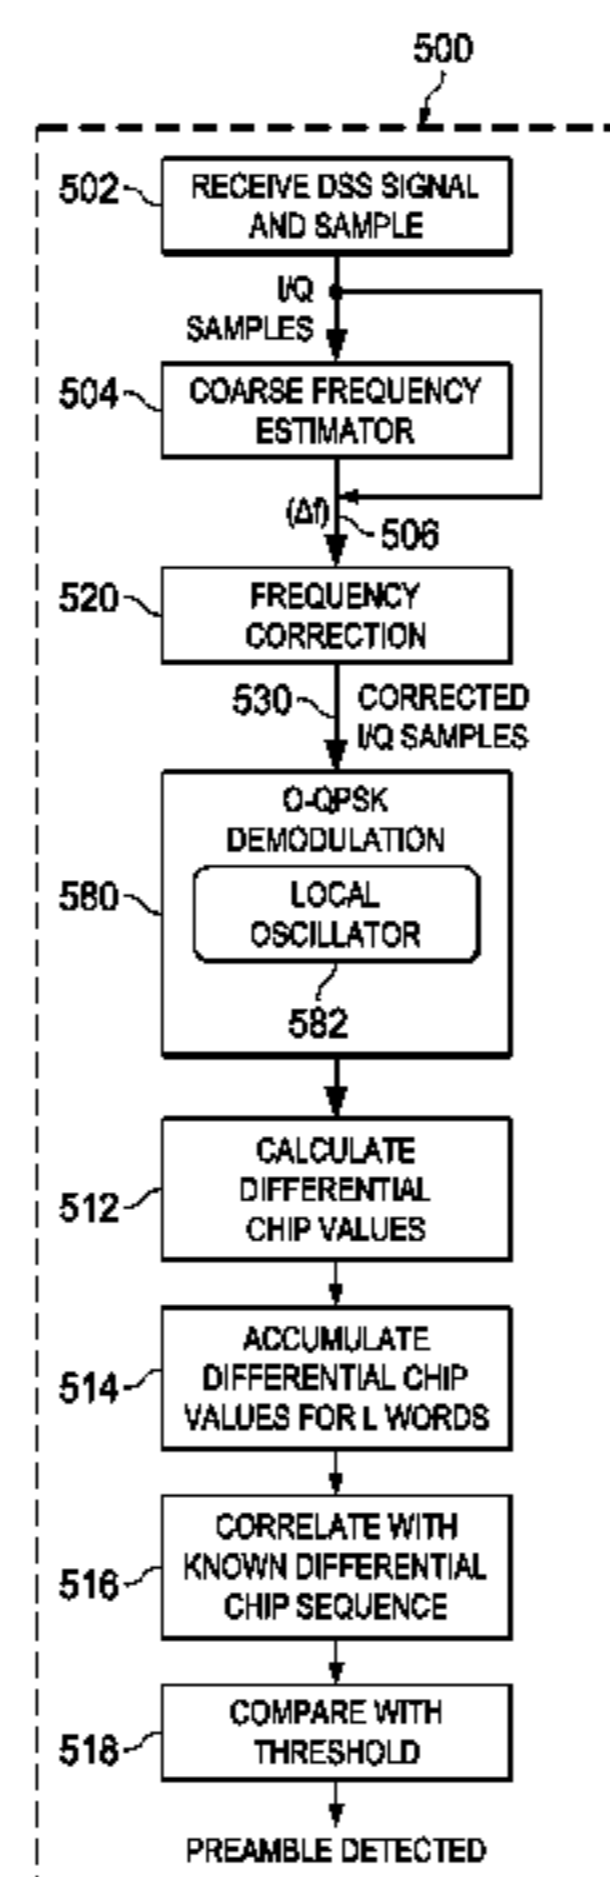 500
502
RECEIVE DSS SIGNAL
AND SAMPLE
I/Q
SAMPLES
504
COARSE FREQUENCY
ESTIMATOR
(Δf)
506
520
FREQUENCY
CORRECTION
530
CORRECTED
I/Q SAMPLES
O-QPSK
DEMODULATION
580
LOCAL
OSCILLATOR
582
512
CALCULATE
DIFFERENTIAL
CHIP VALUES
514
ACCUMULATE
DIFFERENTIAL CHIP
VALUES FOR L WORDS
516
CORRELATE WITH
KNOWN DIFFERENTIAL
CHIP SEQUENCE
518
COMPARE WITH
THRESHOLD
PREAMBLE DETECTED